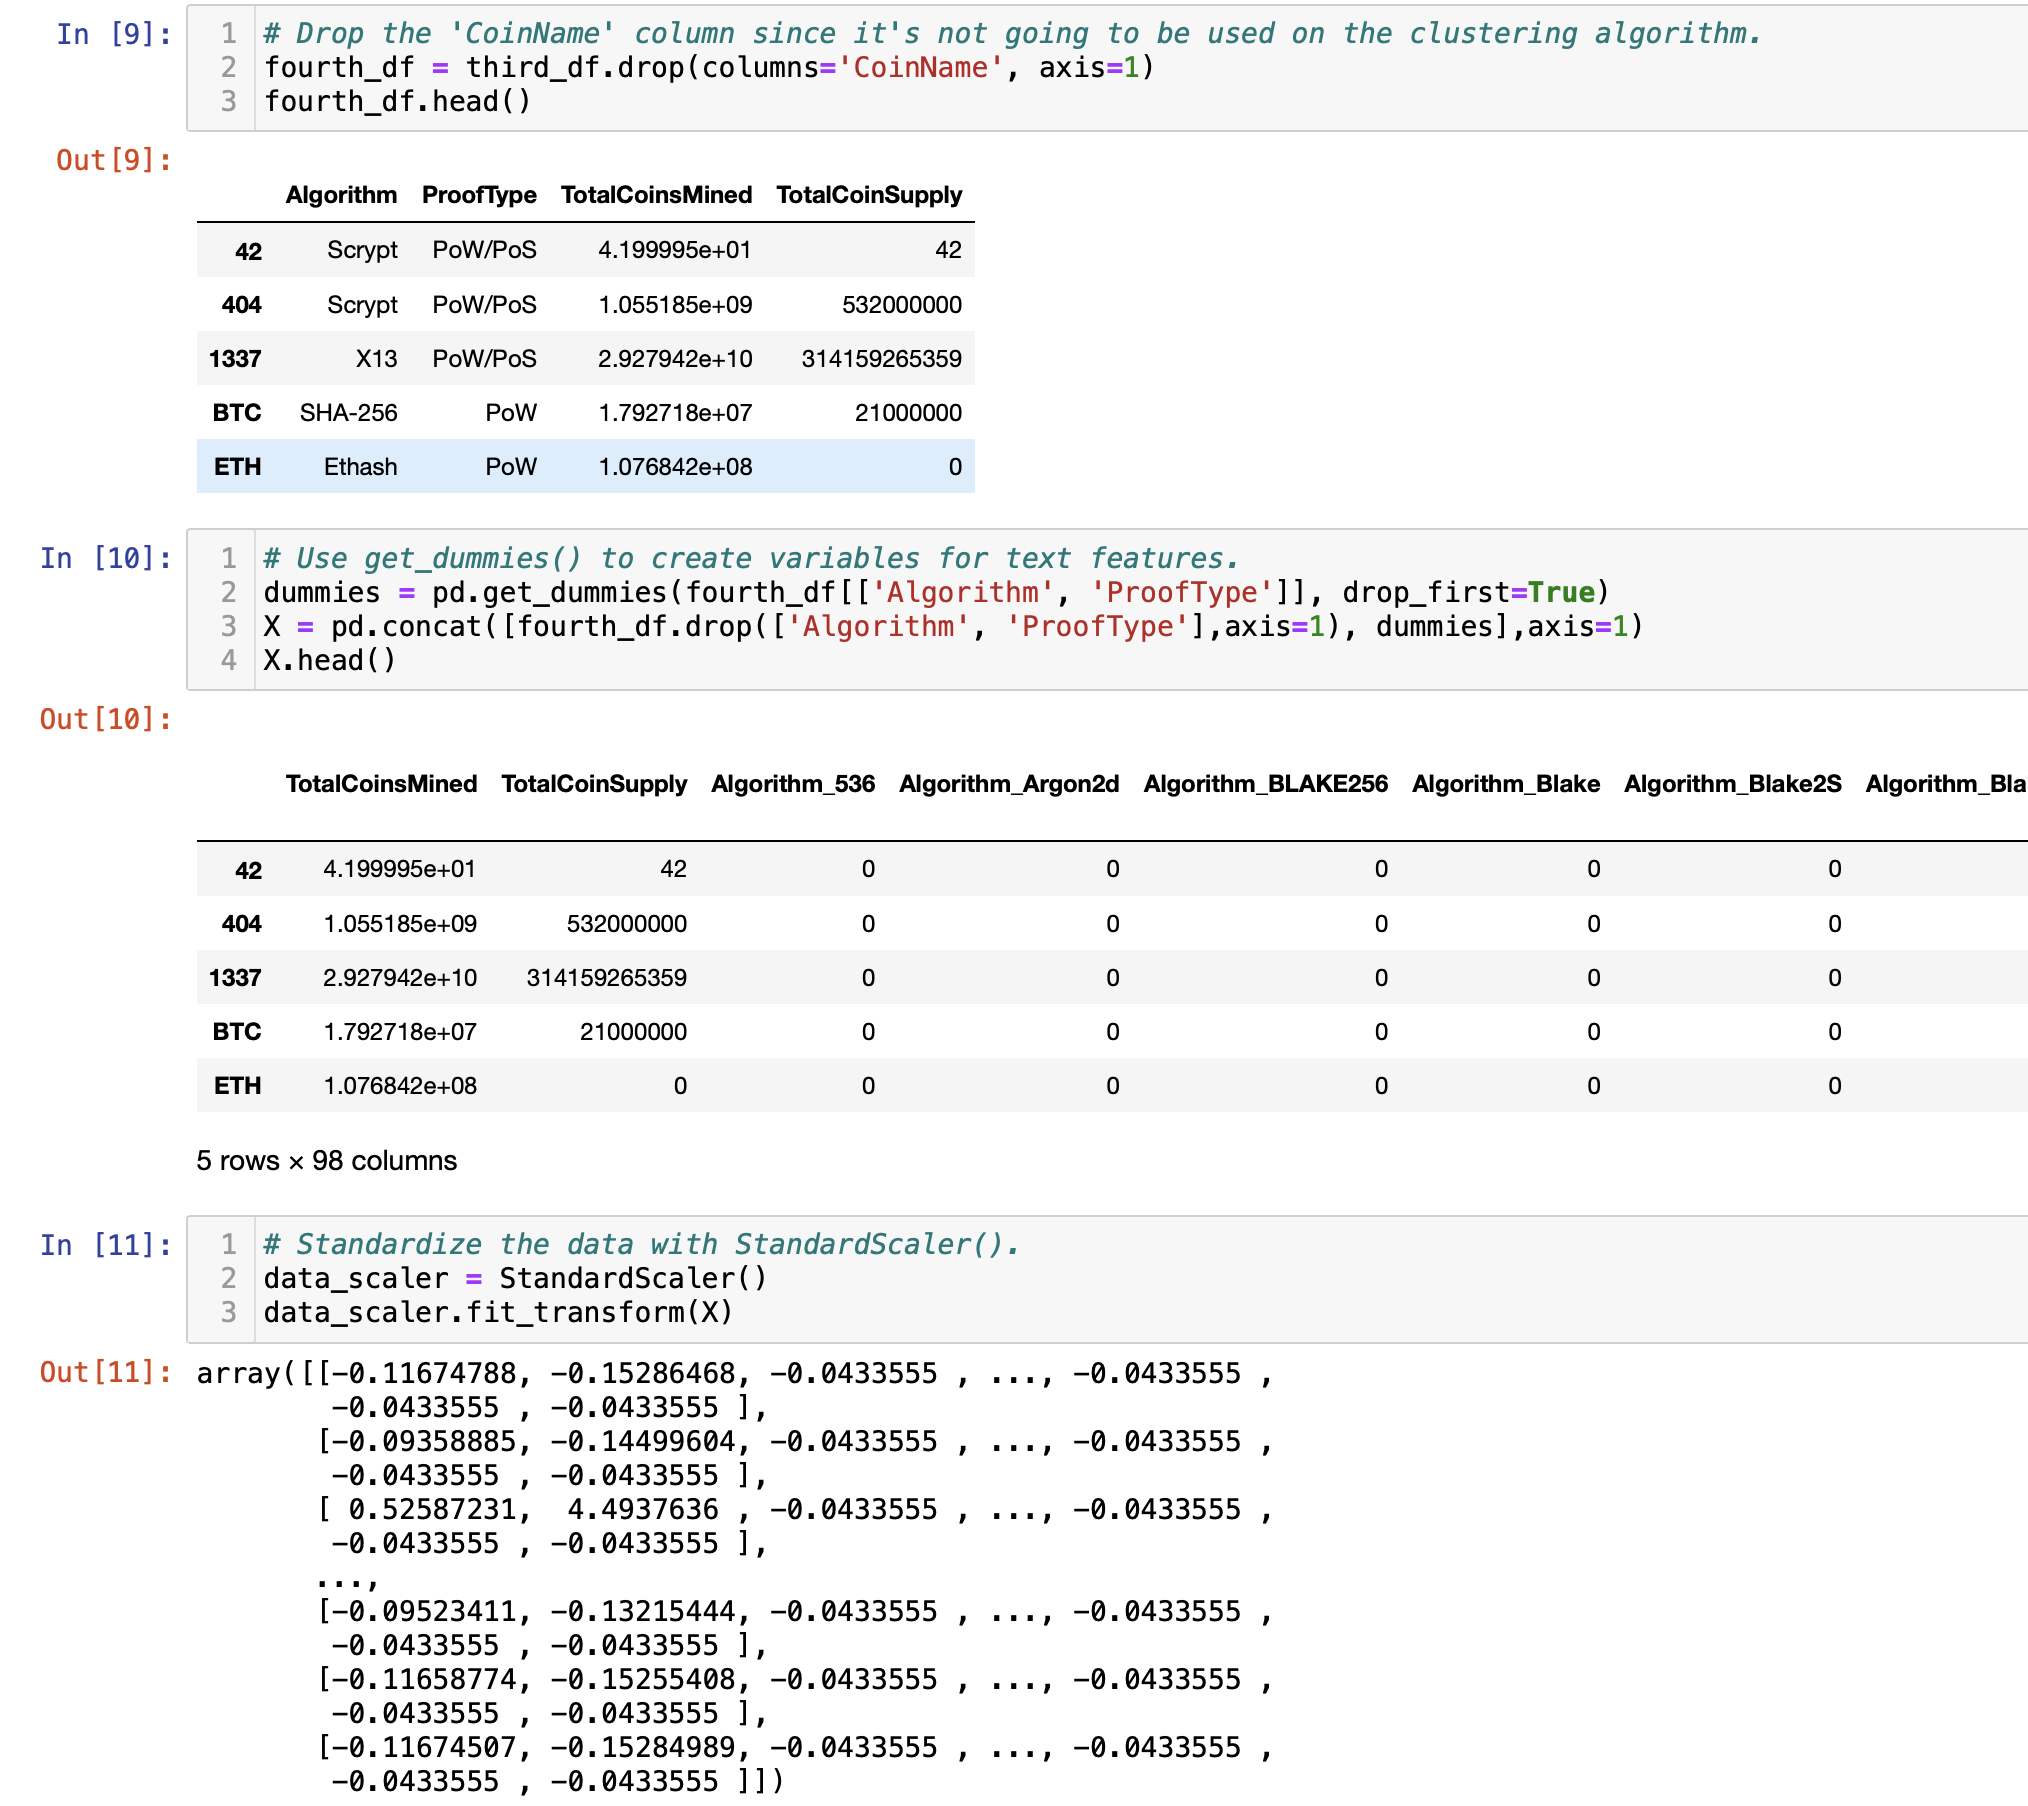 In [9]:
1 # Drop the 'CoinName' column since it's not going to be used on the clustering algorithm.
2 fourth_df = third_df.drop(columns='CoinName', axis=1)
3 fourth_df.head()
Out[9]:
Algorithm ProofType TotalCoinsMined TotalCoinSupply
42 Scrypt PoW/PoS 4.199995e+01 42
404 Scrypt PoW/PoS 1.055185e+09 532000000
1337 X13 PoW/PoS 2.927942e+10 314159265359
BTC SHA-256 PoW 1.792718e+07 21000000
ETH Ethash PoW 1.076842e+08 0
In [10]:
1 # Use get_dummies() to create variables for text features.
2 dummies = pd.get_dummies(fourth_df[['Algorithm', 'ProofType']], drop_first=True)
3 X = pd.concat([fourth_df.drop(['Algorithm', 'ProofType'],axis=1), dummies],axis=1)
4 X.head()
Out[10]:
TotalCoinsMined TotalCoinSupply Algorithm_536 Algorithm_Argon2d Algorithm_BLAKE256 Algorithm_Blake Algorithm_Blake2S Algorithm_Bla
42 4.199995e+01 42 0 0 0 0 0
404 1.055185e+09 532000000 0 0 0 0 0
1337 2.927942e+10 314159265359 0 0 0 0 0
BTC 1.792718e+07 21000000 0 0 0 0 0
ETH 1.076842e+08 0 0 0 0 0 0
5 rows × 98 columns
In [11]:
1 # Standardize the data with StandardScaler().
2 data_scaler = StandardScaler()
3 data_scaler.fit_transform(X)
Out[11]: array([[-0.11674788, -0.15286468, -0.0433555 , ..., -0.0433555 ,
-0.0433555 , -0.0433555 ],
[-0.09358885, -0.14499604, -0.0433555 , ..., -0.0433555 ,
-0.0433555 , -0.0433555 ],
[ 0.52587231, 4.4937636 , -0.0433555 , ..., -0.0433555 ,
-0.0433555 , -0.0433555 ],
...,
[-0.09523411, -0.13215444, -0.0433555 , ..., -0.0433555 ,
-0.0433555 , -0.0433555 ],
[-0.11658774, -0.15255408, -0.0433555 , ..., -0.0433555 ,
-0.0433555 , -0.0433555 ],
[-0.11674507, -0.15284989, -0.0433555 , ..., -0.0433555 ,
-0.0433555 , -0.0433555 ]])